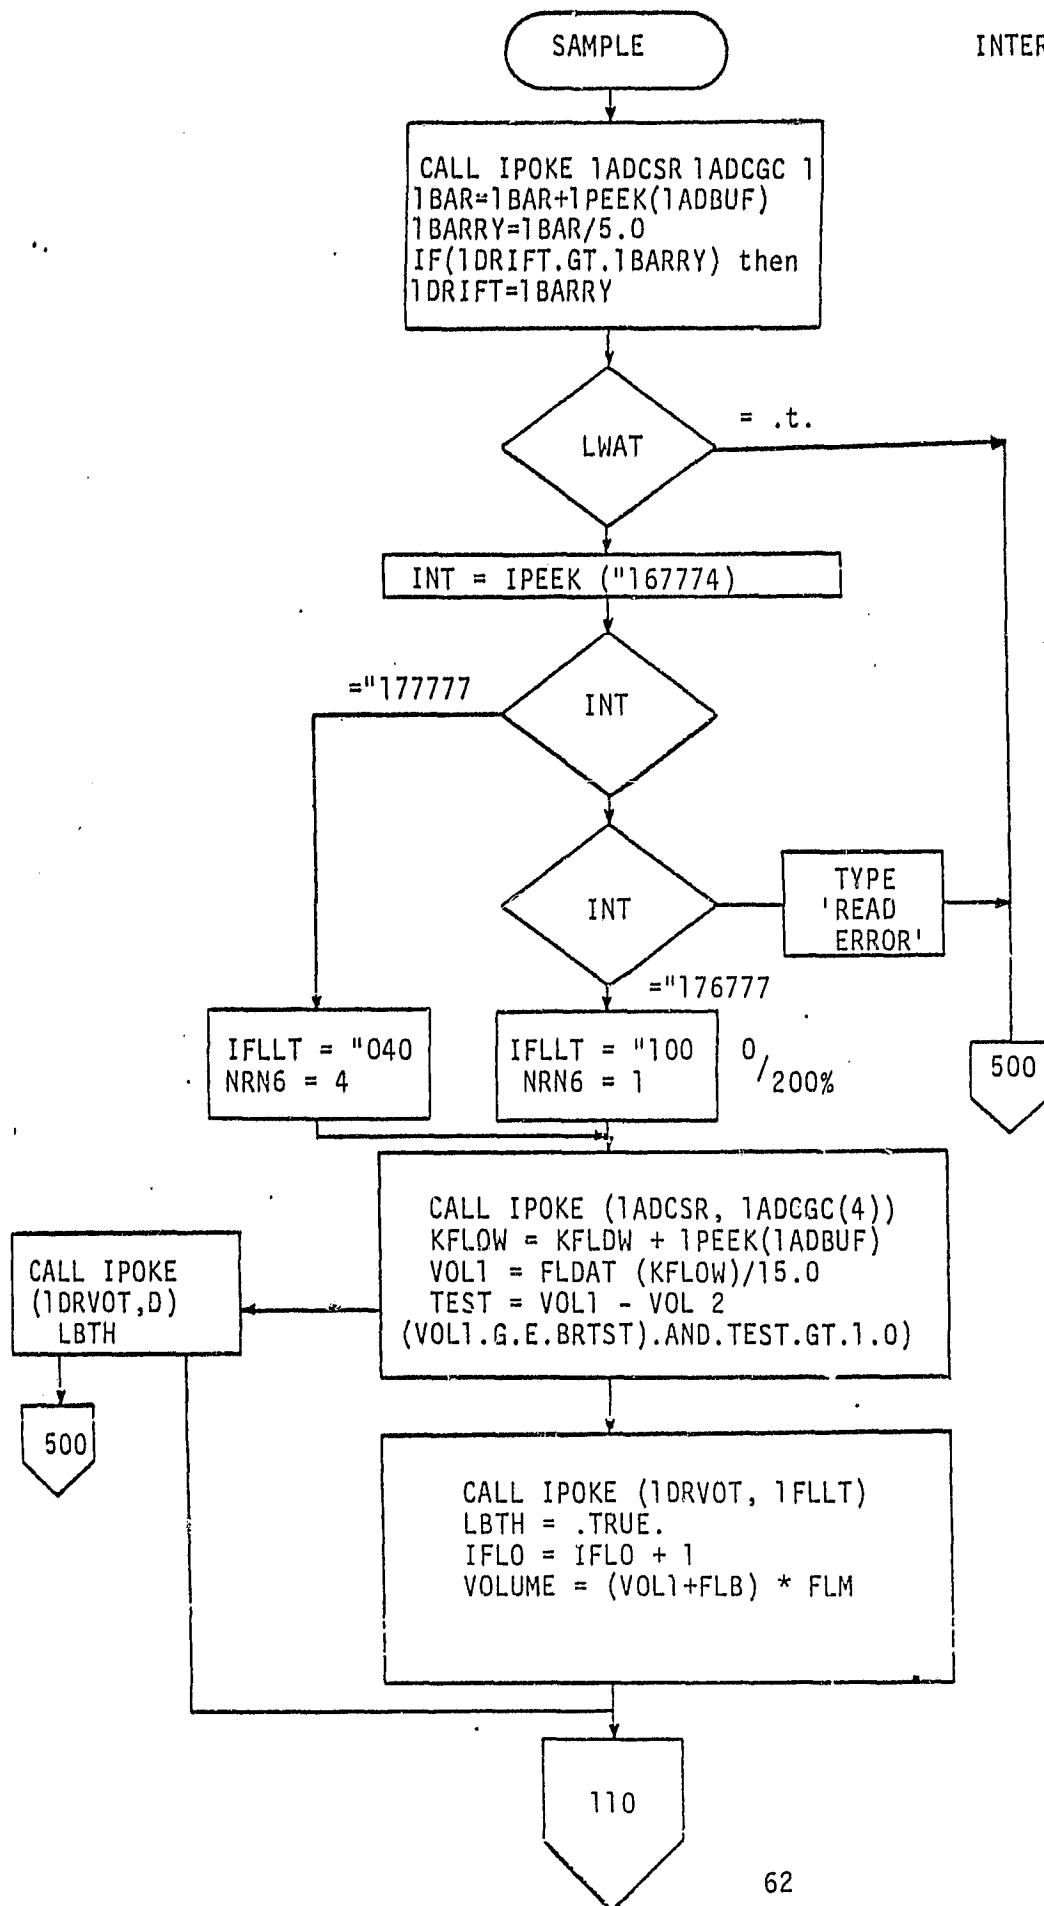 SAMPLE
INTER
CALL IPOKE 1ADCSR 1ADCGC 1
1BAR=1BAR+1PEEK(1ADBUF)
1BARRY=1BAR/5.0
IF(1DRIFT.GT.1BARRY) then
1DRIFT=1BARRY
LWAT
= .t.
INT = IPEEK ("167774)
INT
="177777
INT
TYPE
'READ
ERROR'
="176777
IFLLT = "040
NRN6 = 4
IFLLT = "100
NRN6 = 1
0/200%
500
CALL IPOKE (1ADCSR, 1ADCGC(4))
KFLOW = KFLDW + 1PEEK(1ADBUF)
VOL1 = FLDAT (KFLOW)/15.0
TEST = VOL1 - VOL 2
(VOL1.G.E.BRTST).AND.TEST.GT.1.0)
CALL IPOKE
(1DRVOT,D)
LBTH
500
CALL IPOKE (1DRVOT, 1FLLT)
LBTH = .TRUE.
IFLO = IFLO + 1
VOLUME = (VOL1+FLB) * FLM
110
62